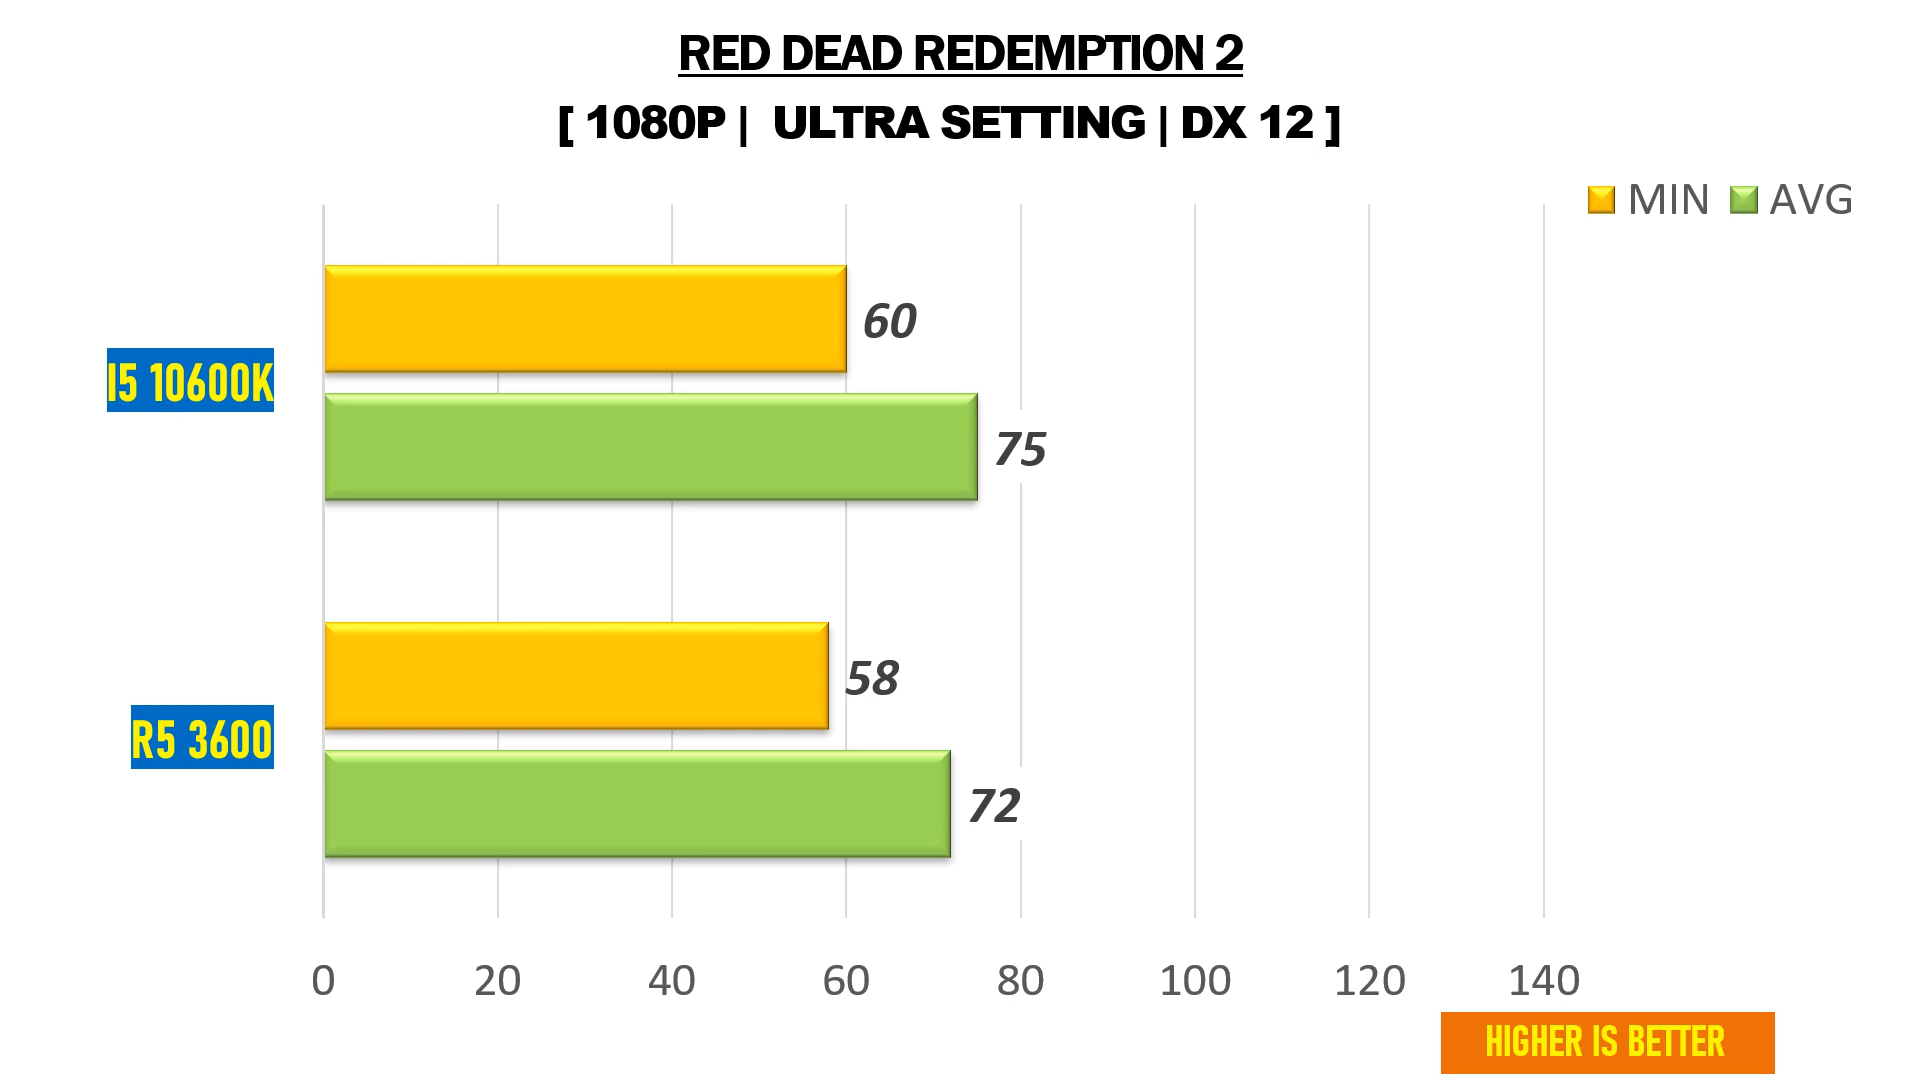 RED DEAD REDEMPTION 2
[ 1080P | ULTRA SETTING | DX 12 ]
MIN AVG
60
I5 10600K
75
58
R5 3600
72
0 20 40 60 80 100 120 140
HIGHER IS BETTER